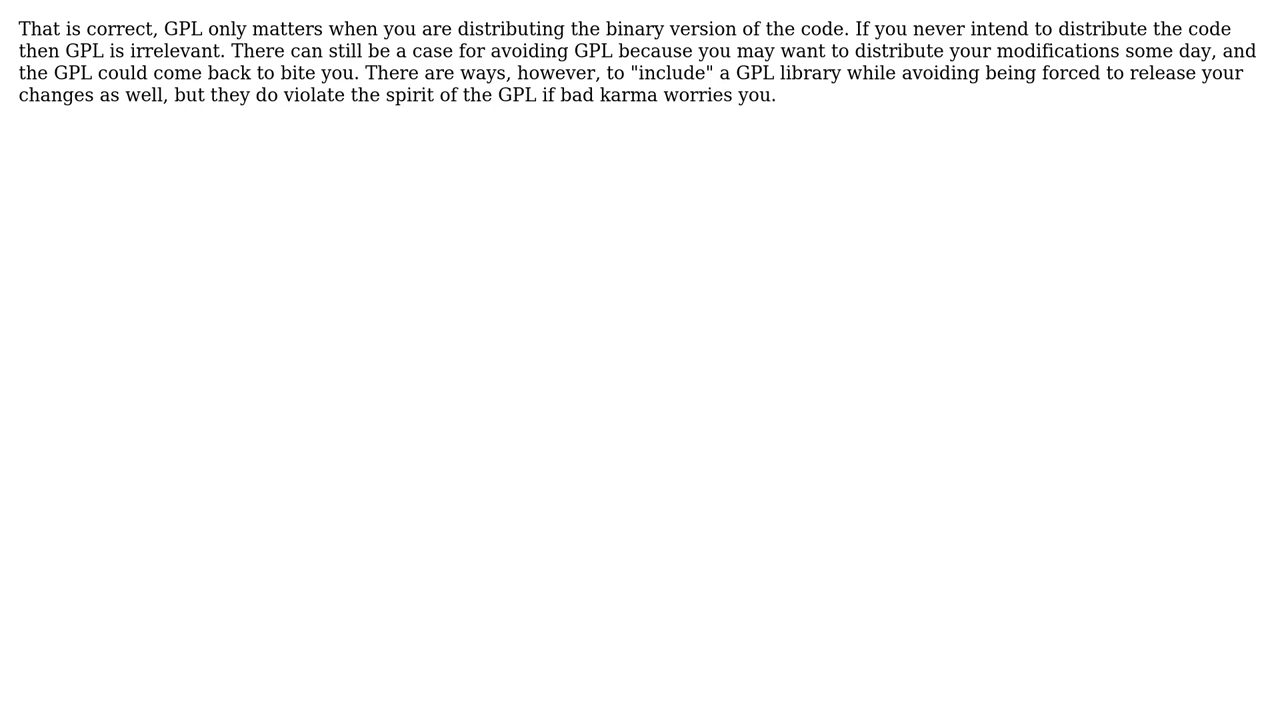 That is correct, GPL only matters when you are distributing the binary version of the code. If you never intend to distribute the code
then GPL is irrelevant. There can still be a case for avoiding GPL because you may want to distribute your modifications some day, and
the GPL could come back to bite you. There are ways, however, to "include" a GPL library while avoiding being forced to release your
changes as well, but they do violate the spirit of the GPL if bad karma worries you.